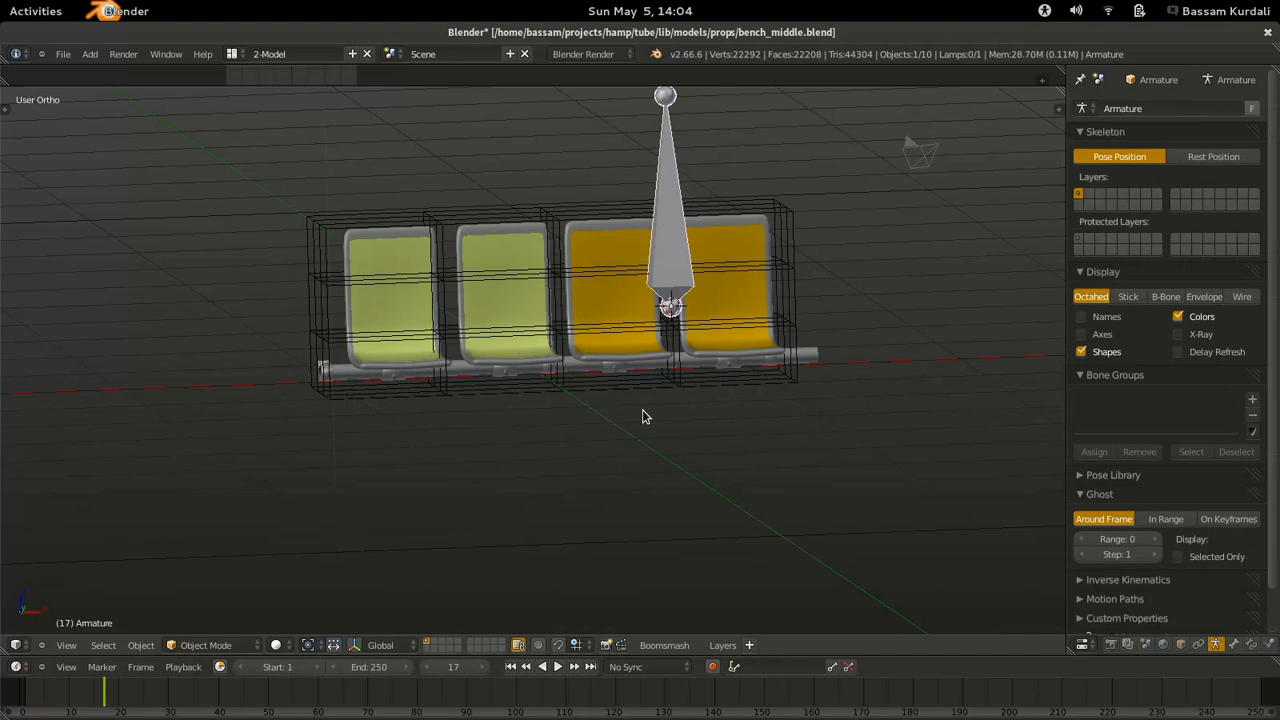 Activities Blender Sun May 5, 14:04 Bassam Kurdali
Blender* [/home/bassam/projects/hamp/tube/lib/models/props/bench_middle.blend]
File Add Render Window Help 2-Model Scene Blender Render v2.66.6 | Verts:22292 | Faces:22208 | Tris:44304 | Objects:1/10 | Lamps:0/1 | Mem:28.70M (0.11M) | Armature
User Ortho
Armature Armature
Armature F
Skeleton
Pose Position Rest Position
Layers:
Protected Layers:
Display
Octahed Stick B-Bone Envelope Wire
Names Colors
Axes X-Ray
Shapes Delay Refresh
Bone Groups
Assign Remove Select Deselect
Pose Library
Ghost
Around Frame In Range On Keyframes
Range: 0 Display:
Step: 1 Selected Only
Inverse Kinematics
Motion Paths
Custom Properties
(17) Armature
View Select Object Object Mode Global Boomsmash Layers
View Marker Frame Playback Start: 1 End: 250 17 No Sync
0 10 20 30 40 50 60 70 80 90 100 110 120 130 140 150 160 170 180 190 200 210 220 230 240 250